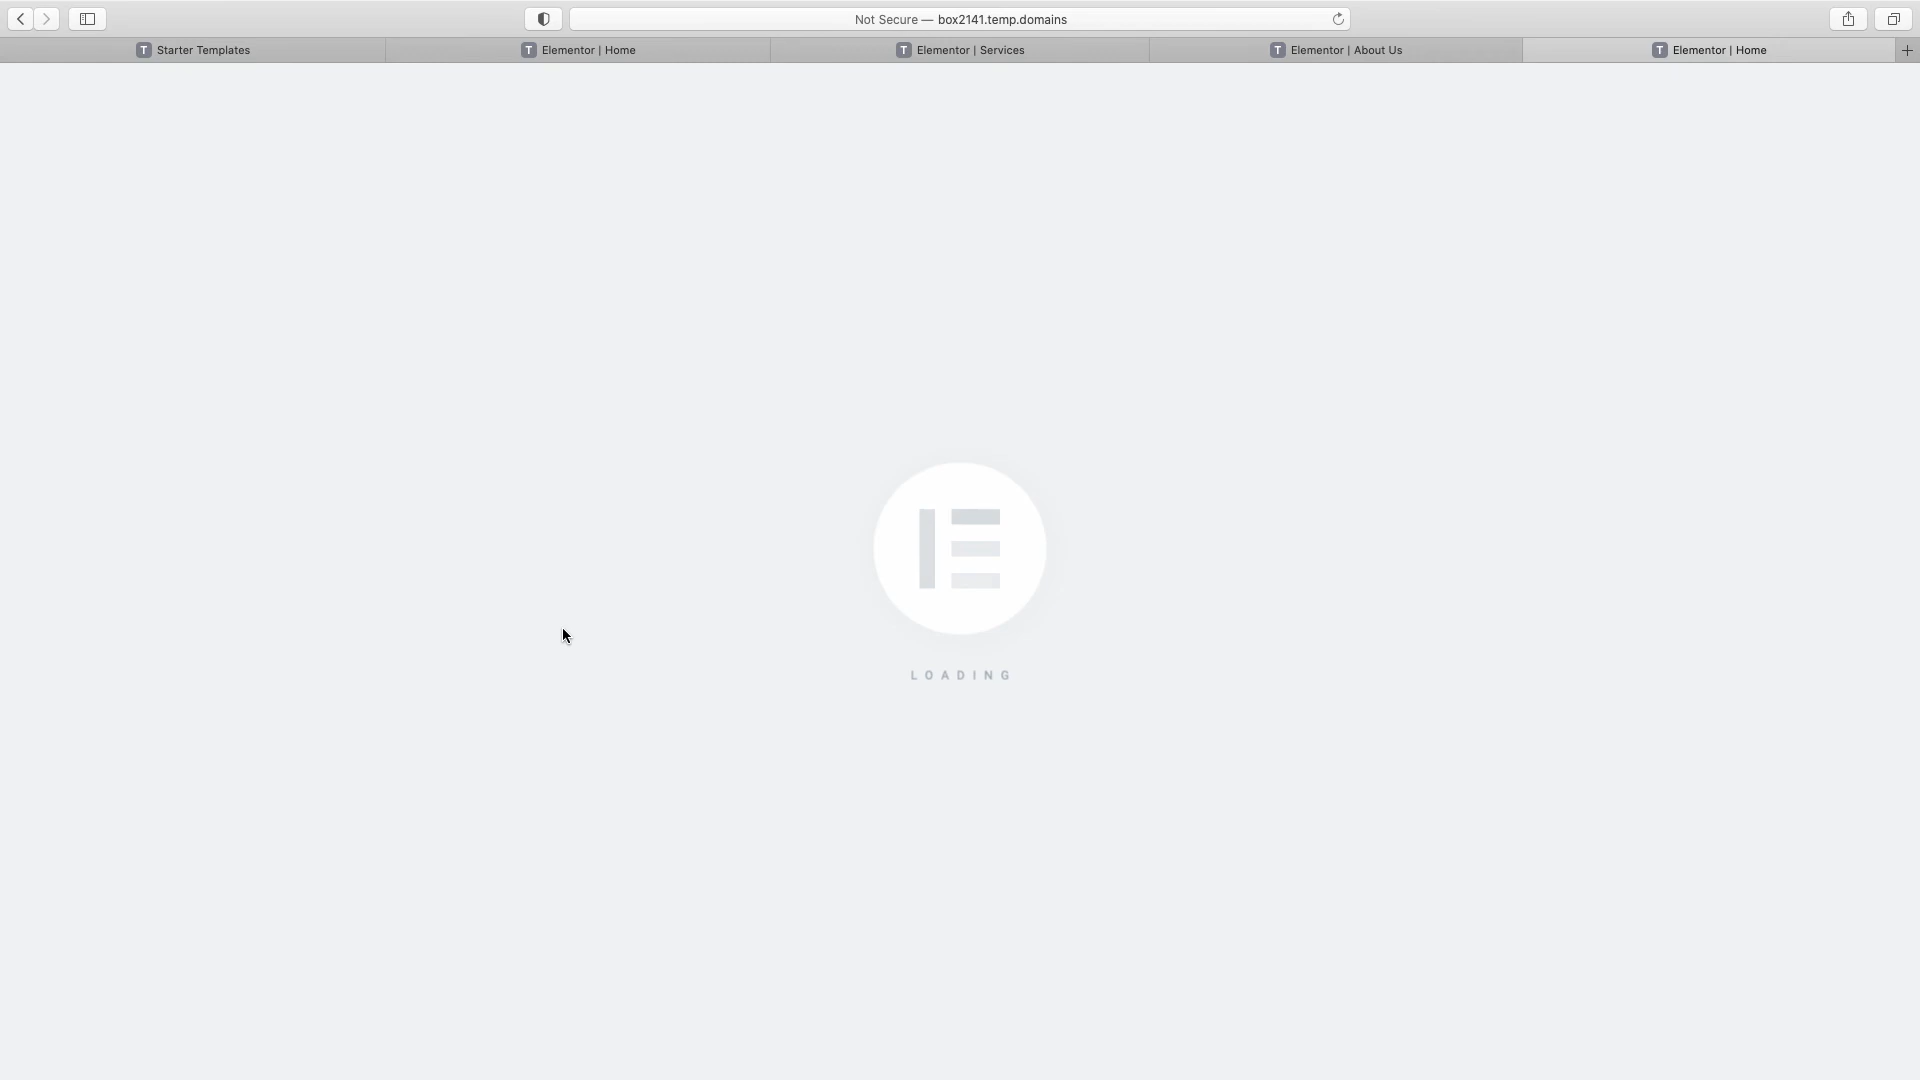 Not Secure — box2141.temp.domains
T Starter Templates
T Elementor | Home
T Elementor | Services
T Elementor | About Us
T Elementor | Home
LOADING